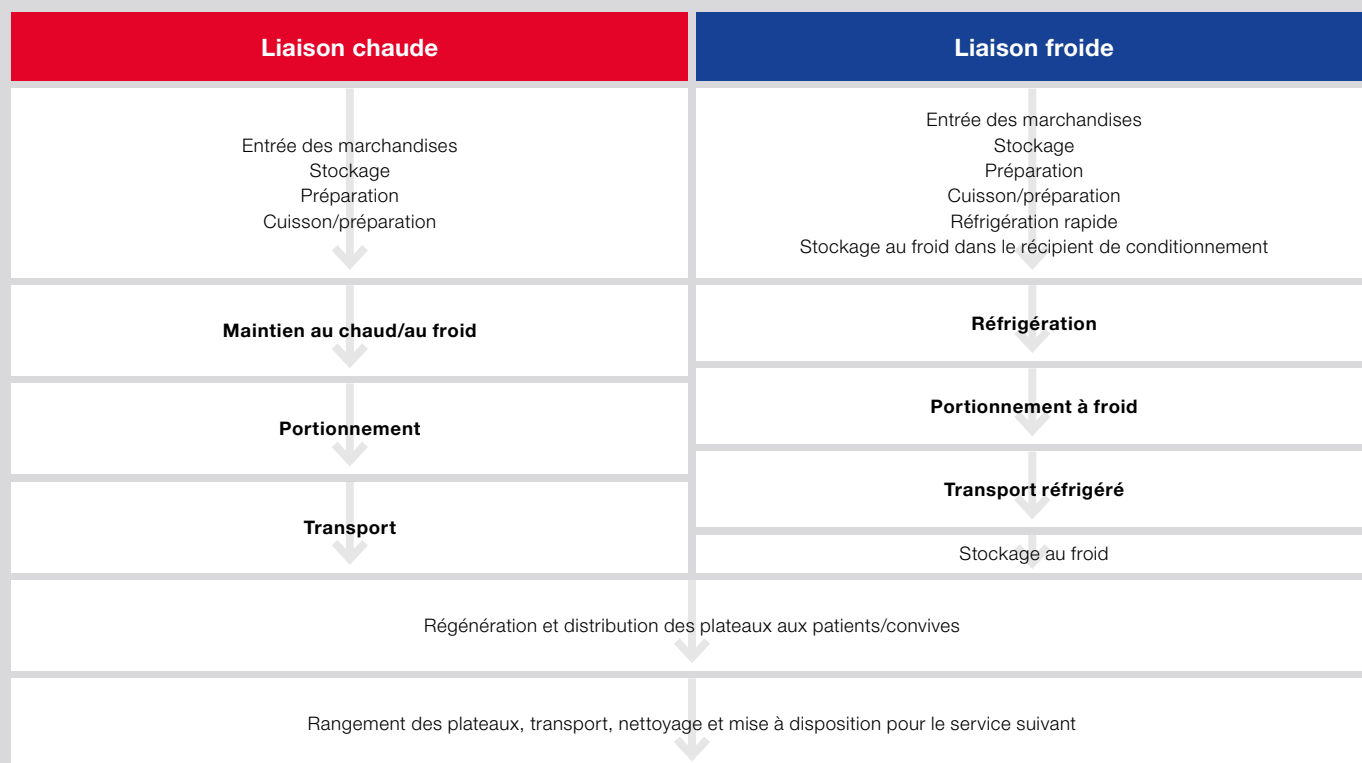 Liaison chaude
Liaison froide
Entrée des marchandises
Stockage
Préparation
Cuisson/préparation
Entrée des marchandises
Stockage
Préparation
Cuisson/préparation
Réfrigération rapide
Stockage au froid dans le récipient de conditionnement
Maintien au chaud/au froid
Réfrigération
Portionnement
Portionnement à froid
Transport
Transport réfrigéré
Stockage au froid
Régénération et distribution des plateaux aux patients/convives
Rangement des plateaux, transport, nettoyage et mise à disposition pour le service suivant